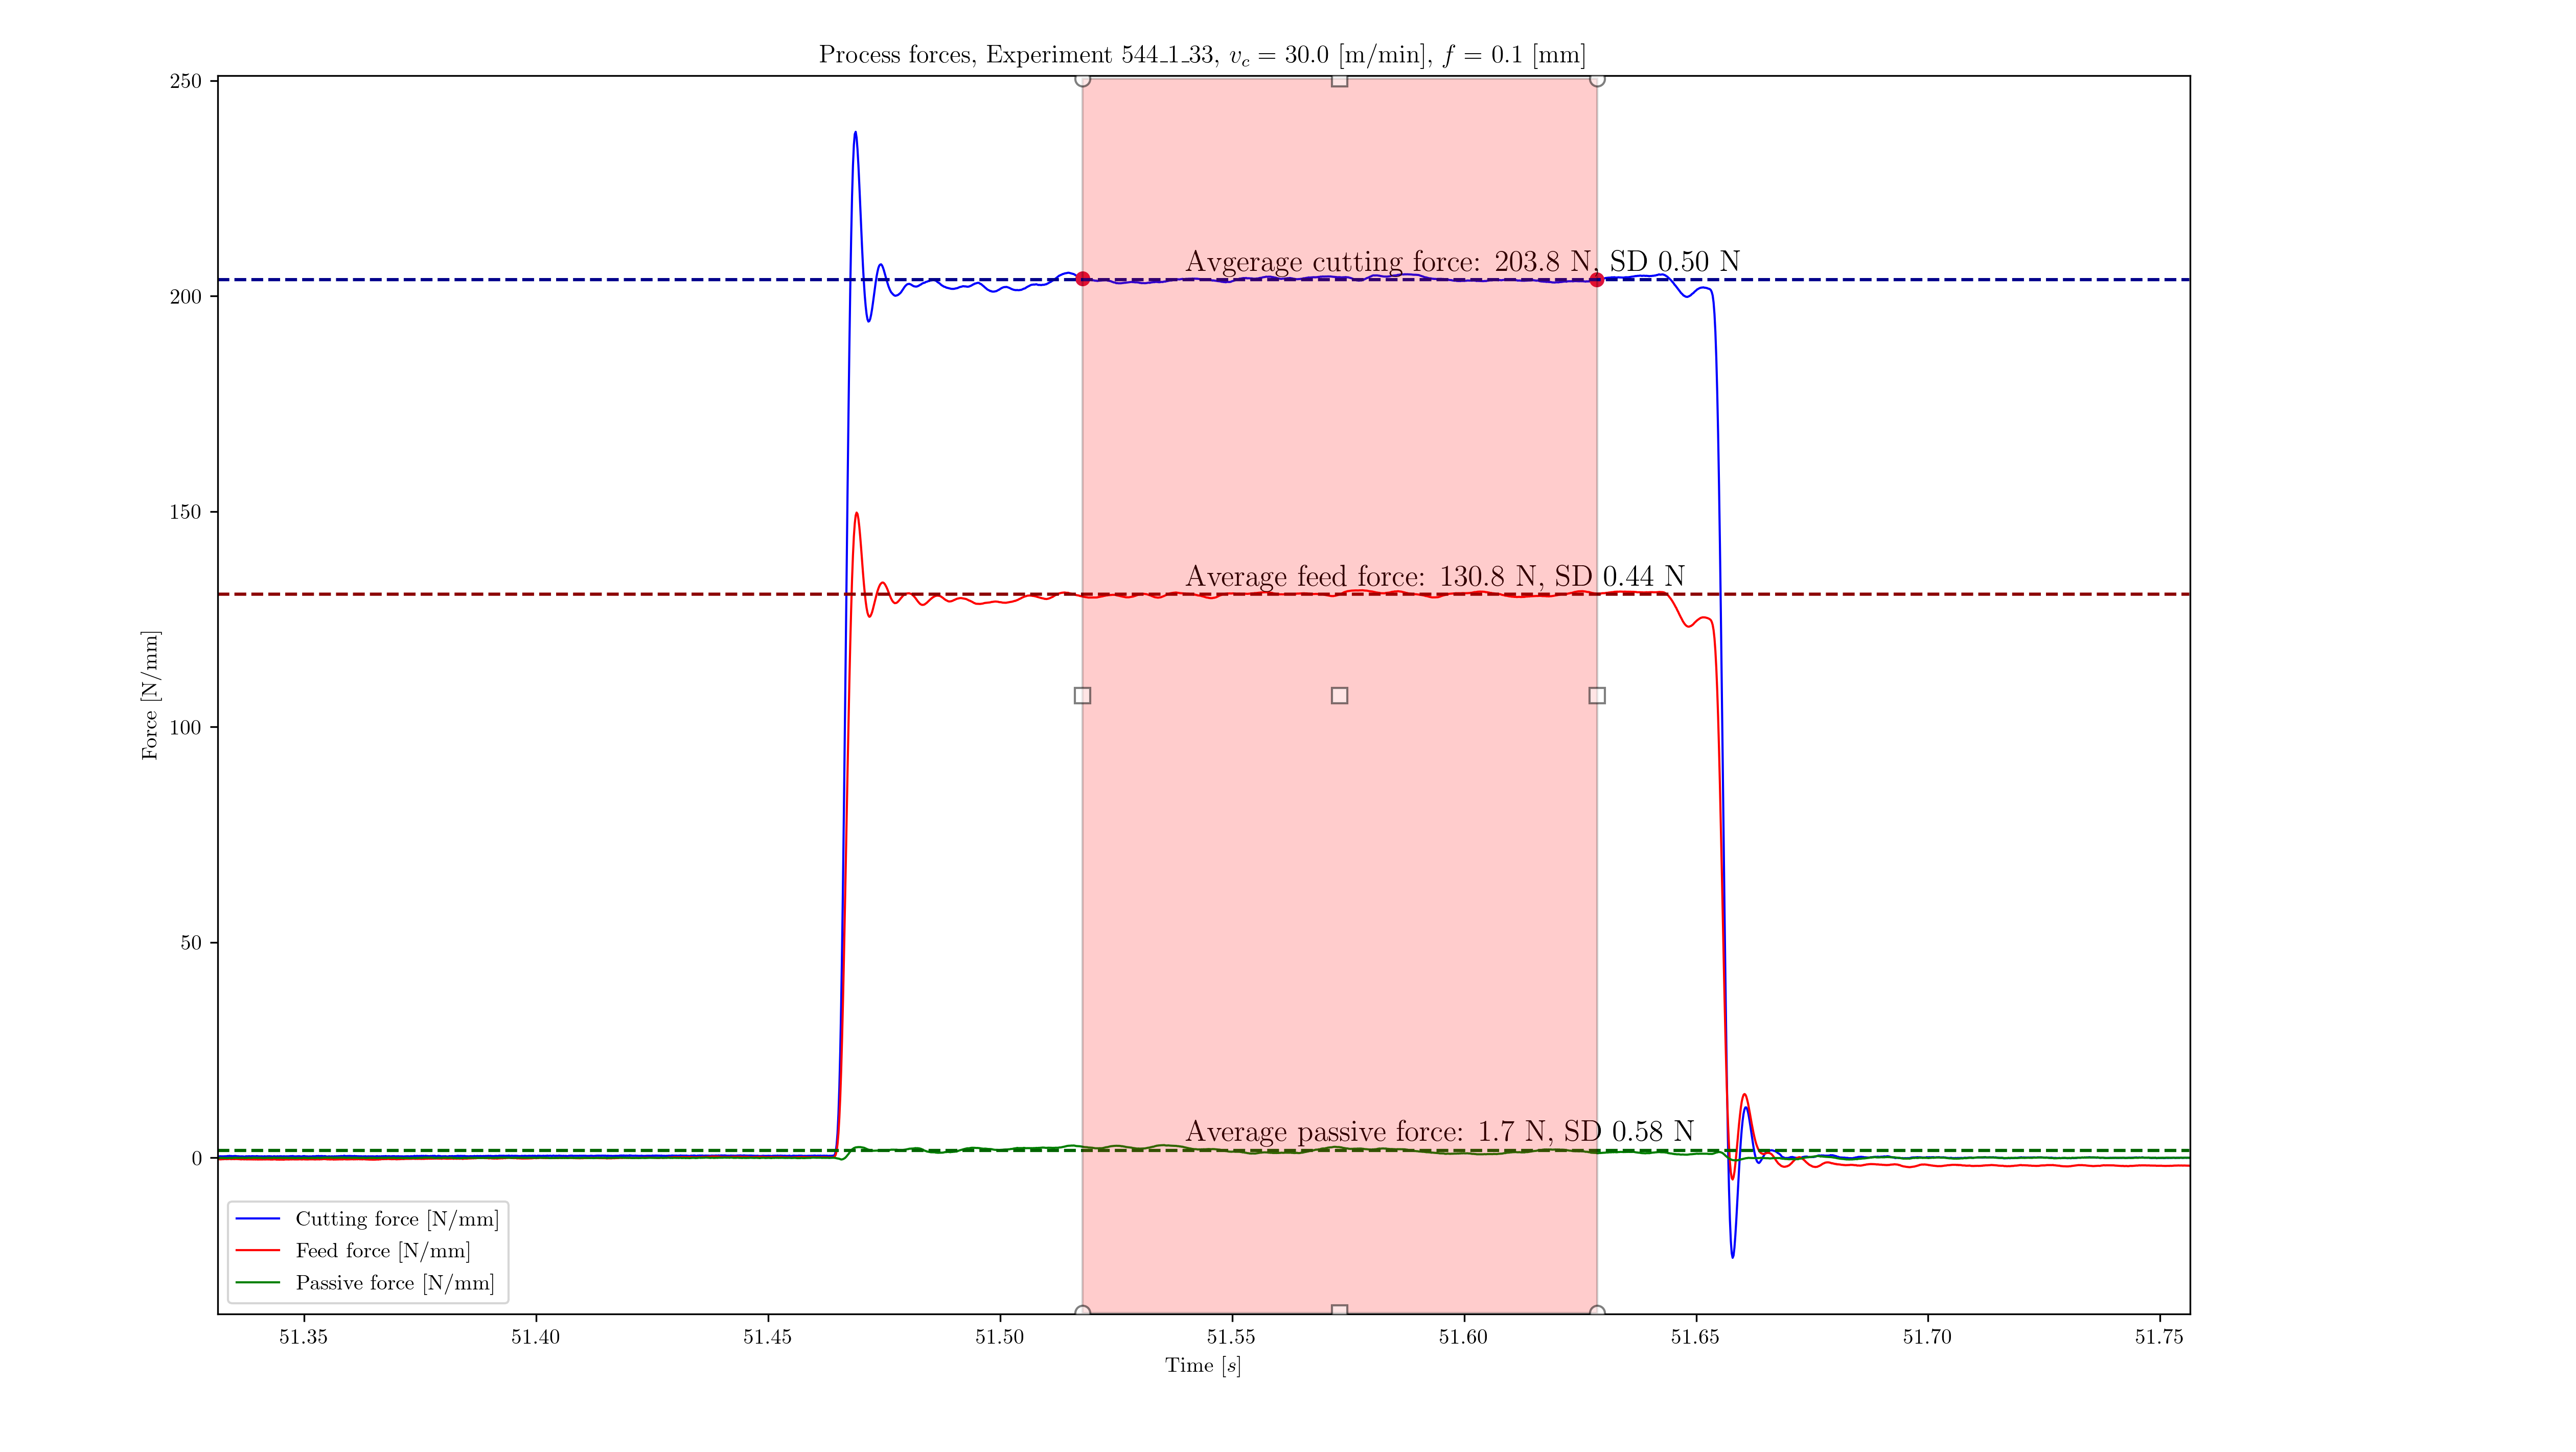 Process forces, Experiment 544_1_33, v_c = 30.0 [m/min], f = 0.1 [mm]
250
200
150
100
50
0
Force [N/mm]
Avgerage cutting force: 203.8 N, SD 0.50 N
Average feed force: 130.8 N, SD 0.44 N
Average passive force: 1.7 N, SD 0.58 N
Cutting force [N/mm]
Feed force [N/mm]
Passive force [N/mm]
51.35 51.40 51.45 51.50 51.55 51.60 51.65 51.70 51.75
Time [s]